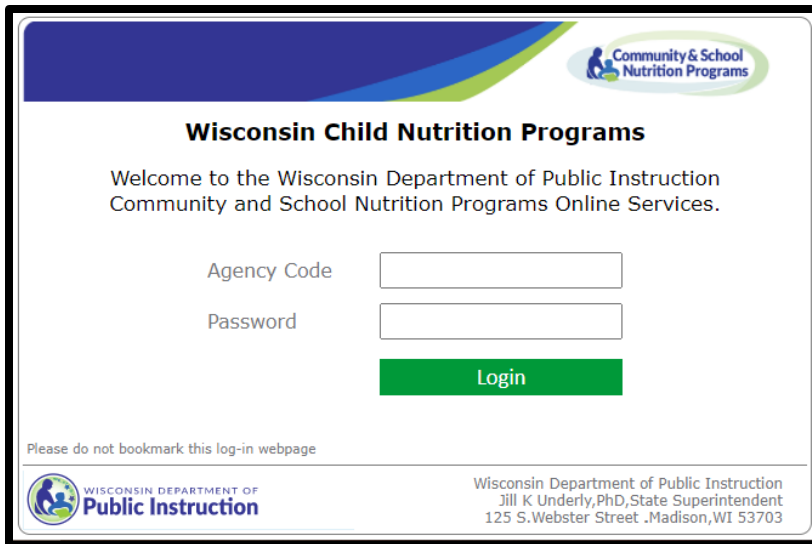 Community & School
Nutrition Programs
Wisconsin Child Nutrition Programs
Welcome to the Wisconsin Department of Public Instruction
Community and School Nutrition Programs Online Services.
Agency Code
Password
Login
Please do not bookmark this log-in webpage
WISCONSIN DEPARTMENT OF
Public Instruction
Wisconsin Department of Public Instruction
Jill K Underly,PhD,State Superintendent
125 S.Webster Street .Madison,WI 53703